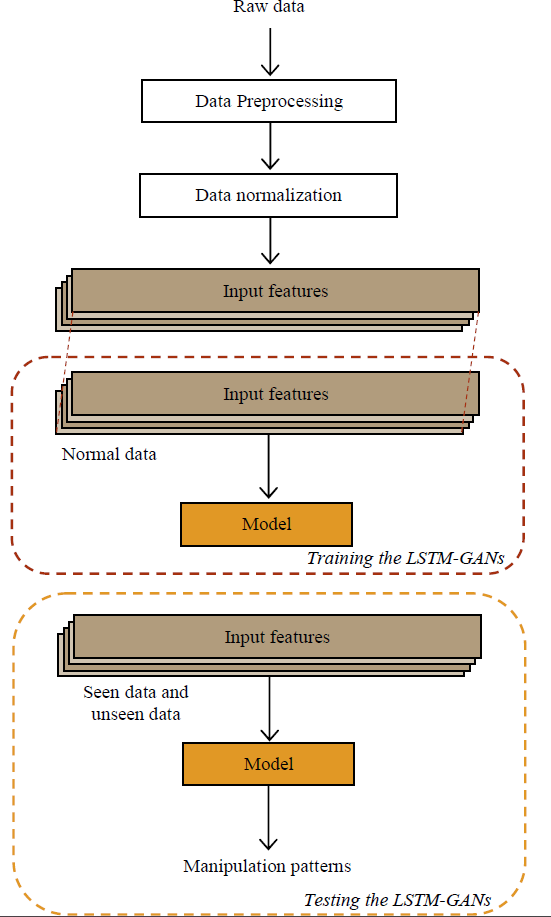 Raw data
Data Preprocessing
Data normalization
Input features
Input features
Normal data
Model
Training the LSTM-GANs
Input features
Seen data and
unseen data
Model
Manipulation patterns
Testing the LSTM-GANs